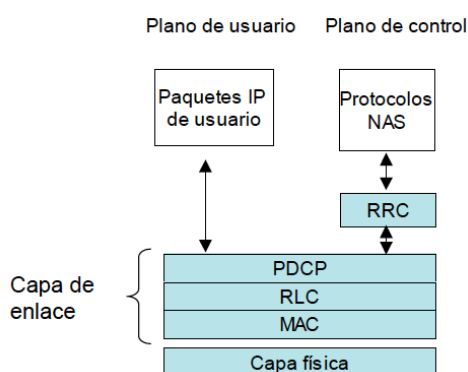 Plano de usuario
Plano de control
Paquetes IP
de usuario
Protocolos
NAS
RRC
Capa de
enlace
PDCP
RLC
MAC
Capa física